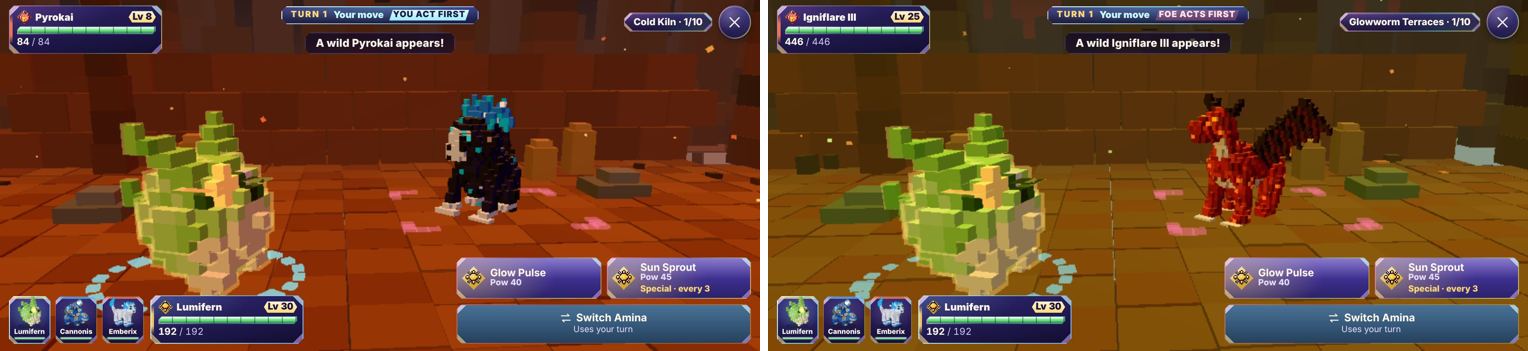 Pyrokai
Lv 8
84 / 84
TURN 1 Your move YOU ACT FIRST
A wild Pyrokai appears!
Cold Kiln · 1/10
Glow Pulse
Pow 40
Sun Sprout
Pow 45
Special · every 3
Switch Amina
Uses your turn
Lumifern
Cannonis
Emberix
Lumifern
Lv 30
192 / 192
Igniflare III
Lv 25
446 / 446
TURN 1 Your move FOE ACTS FIRST
A wild Igniflare III appears!
Glowworm Terraces · 1/10
Glow Pulse
Pow 40
Sun Sprout
Pow 45
Special · every 3
Switch Amina
Uses your turn
Lumifern
Cannonis
Emberix
Lumifern
Lv 30
192 / 192